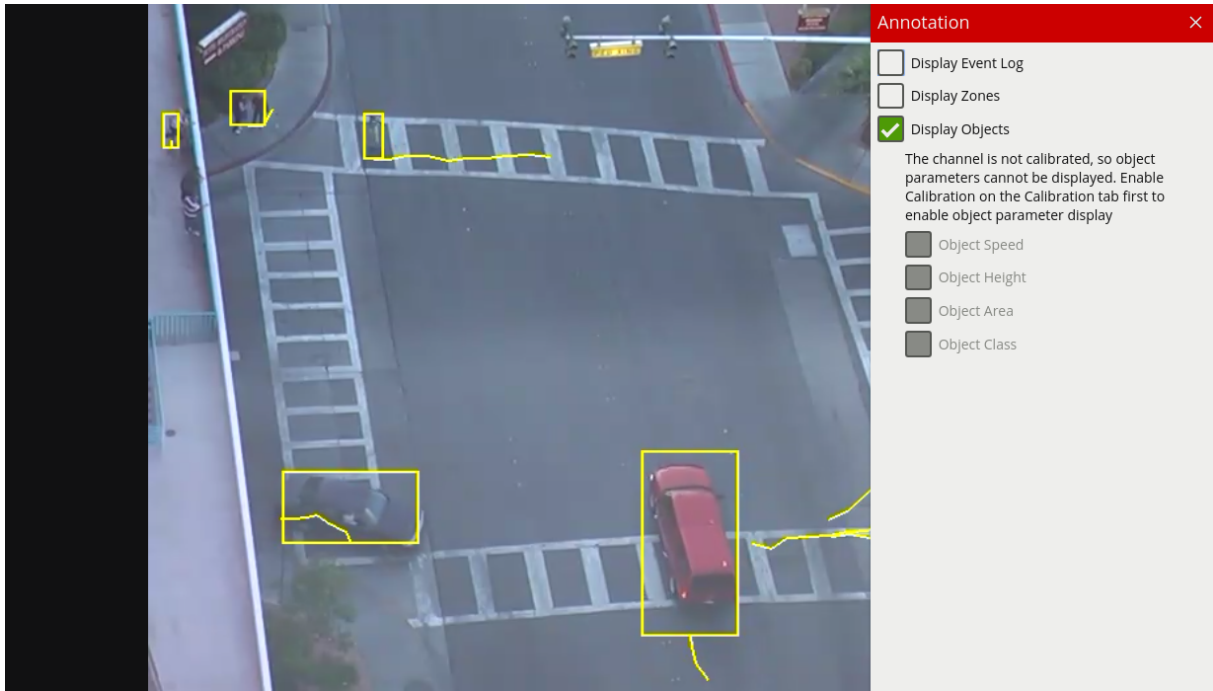 Annotation
Display Event Log
Display Zones
Display Objects
The channel is not calibrated, so object
parameters cannot be displayed. Enable
Calibration on the Calibration tab first to
enable object parameter display
Object Speed
Object Height
Object Area
Object Class